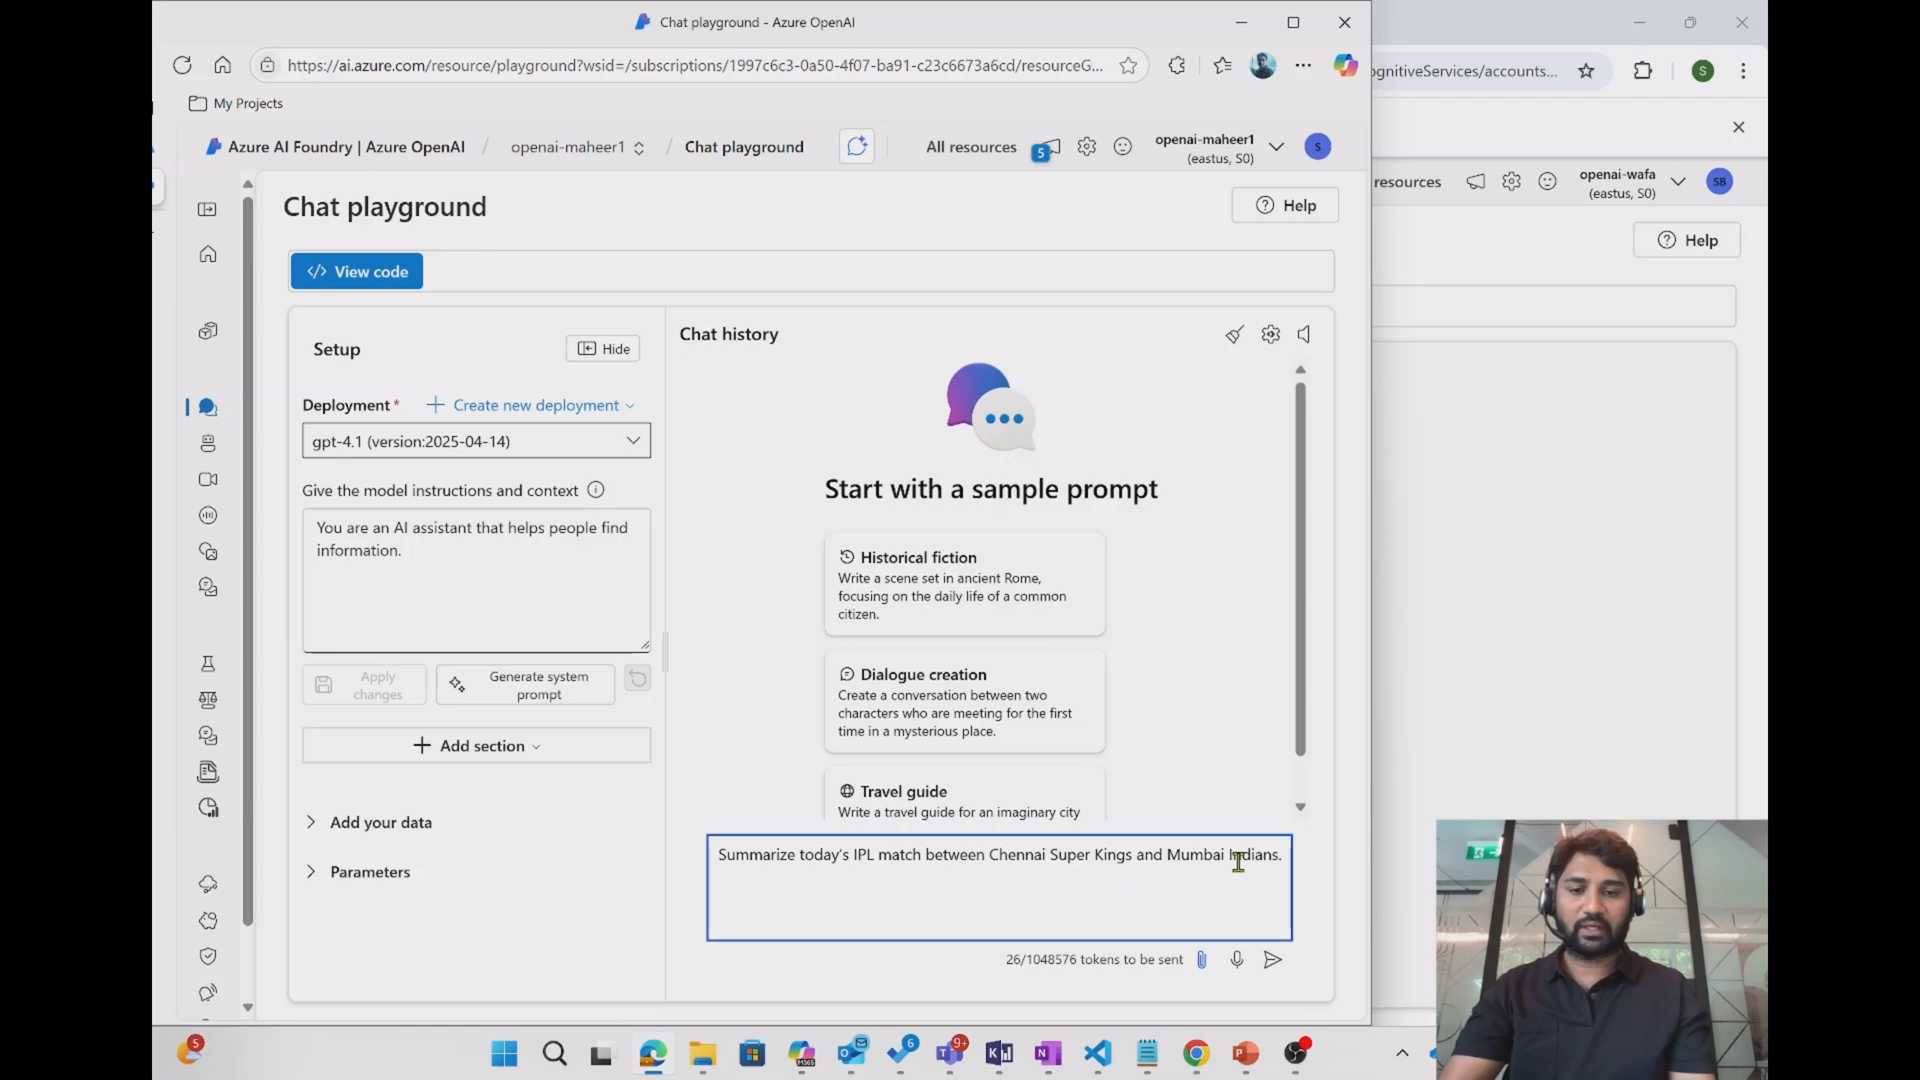 Chat playground - Azure OpenAI
https://ai.azure.com/resource/playground?wsid=/subscriptions/1997c6c3-0a50-4f07-ba91-c23c6673a6cd/resourceG...
ognitiveServices/accounts...
S
My Projects
Azure AI Foundry | Azure OpenAI / openai-maheer1 / Chat playground
All resources
5
openai-maheer1
(eastus, S0)
S
resources
openai-wafa
(eastus, S0)
SB
Chat playground
Help
Help
View code
Setup
Hide
Chat history
Deployment*
Create new deployment
gpt-4.1 (version:2025-04-14)
Give the model instructions and context
You are an AI assistant that helps people find
information.
Apply
changes
Generate system
prompt
Add section
Add your data
Parameters
Start with a sample prompt
Historical fiction
Write a scene set in ancient Rome,
focusing on the daily life of a common
citizen.
Dialogue creation
Create a conversation between two
characters who are meeting for the first
time in a mysterious place.
Travel guide
Write a travel guide for an imaginary city
Summarize today's IPL match between Chennai Super Kings and Mumbai Indians.
26/1048576 tokens to be sent
5
M365
6
9+